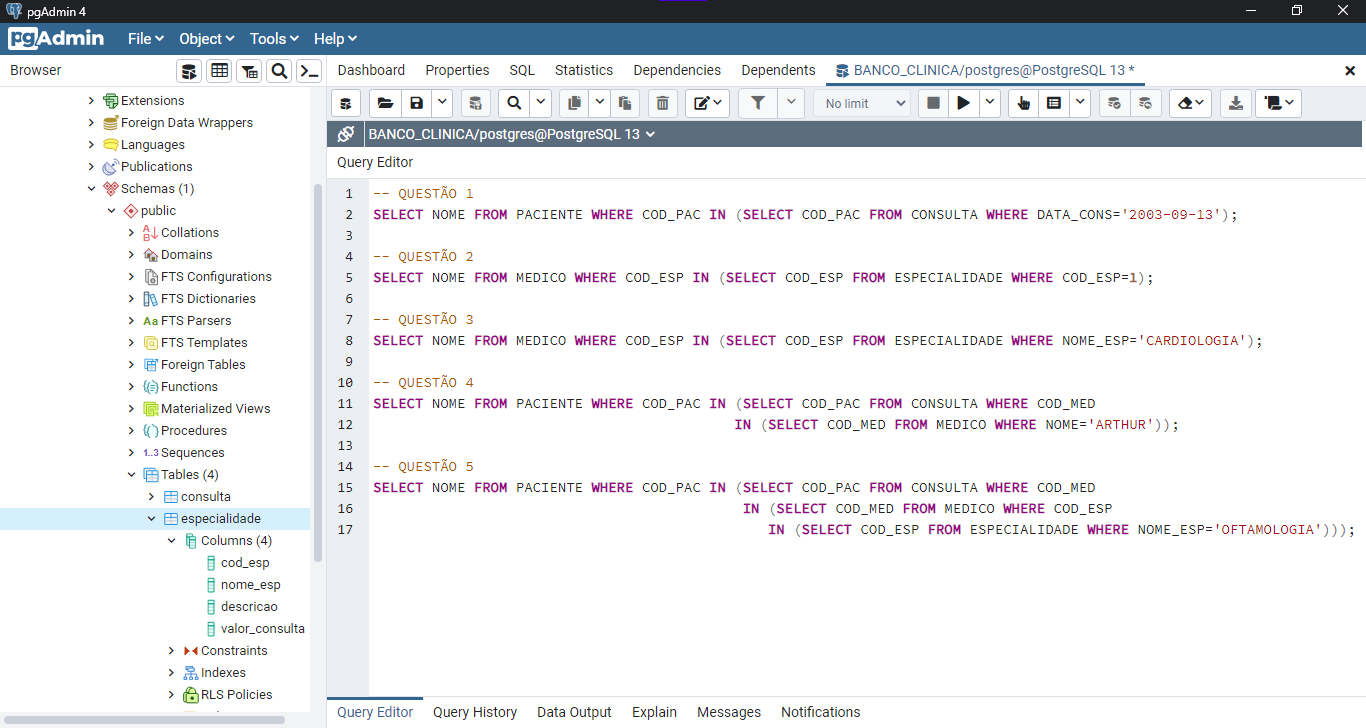 pgAdmin 4
pgAdmin File Object Tools Help
Browser
Dashboard Properties SQL Statistics Dependencies Dependents BANCO_CLINICA/postgres@PostgreSQL 13 *
No limit
BANCO_CLINICA/postgres@PostgreSQL 13
Query Editor
Extensions
Foreign Data Wrappers
Languages
Publications
Schemas (1)
public
Collations
Domains
FTS Configurations
FTS Dictionaries
Aa FTS Parsers
FTS Templates
Foreign Tables
Functions
Materialized Views
Procedures
1..3 Sequences
Tables (4)
consulta
especialidade
Columns (4)
cod_esp
nome_esp
descricao
valor_consulta
Constraints
Indexes
RLS Policies
1 -- QUESTÃO 1
2 SELECT NOME FROM PACIENTE WHERE COD_PAC IN (SELECT COD_PAC FROM CONSULTA WHERE DATA_CONS='2003-09-13');
3
4 -- QUESTÃO 2
5 SELECT NOME FROM MEDICO WHERE COD_ESP IN (SELECT COD_ESP FROM ESPECIALIDADE WHERE COD_ESP=1);
6
7 -- QUESTÃO 3
8 SELECT NOME FROM MEDICO WHERE COD_ESP IN (SELECT COD_ESP FROM ESPECIALIDADE WHERE NOME_ESP='CARDIOLOGIA');
9
10 -- QUESTÃO 4
11 SELECT NOME FROM PACIENTE WHERE COD_PAC IN (SELECT COD_PAC FROM CONSULTA WHERE COD_MED
12 IN (SELECT COD_MED FROM MEDICO WHERE NOME='ARTHUR'));
13
14 -- QUESTÃO 5
15 SELECT NOME FROM PACIENTE WHERE COD_PAC IN (SELECT COD_PAC FROM CONSULTA WHERE COD_MED
16 IN (SELECT COD_MED FROM MEDICO WHERE COD_ESP
17 IN (SELECT COD_ESP FROM ESPECIALIDADE WHERE NOME_ESP='OFTAMOLOGIA')));
Query Editor Query History Data Output Explain Messages Notifications